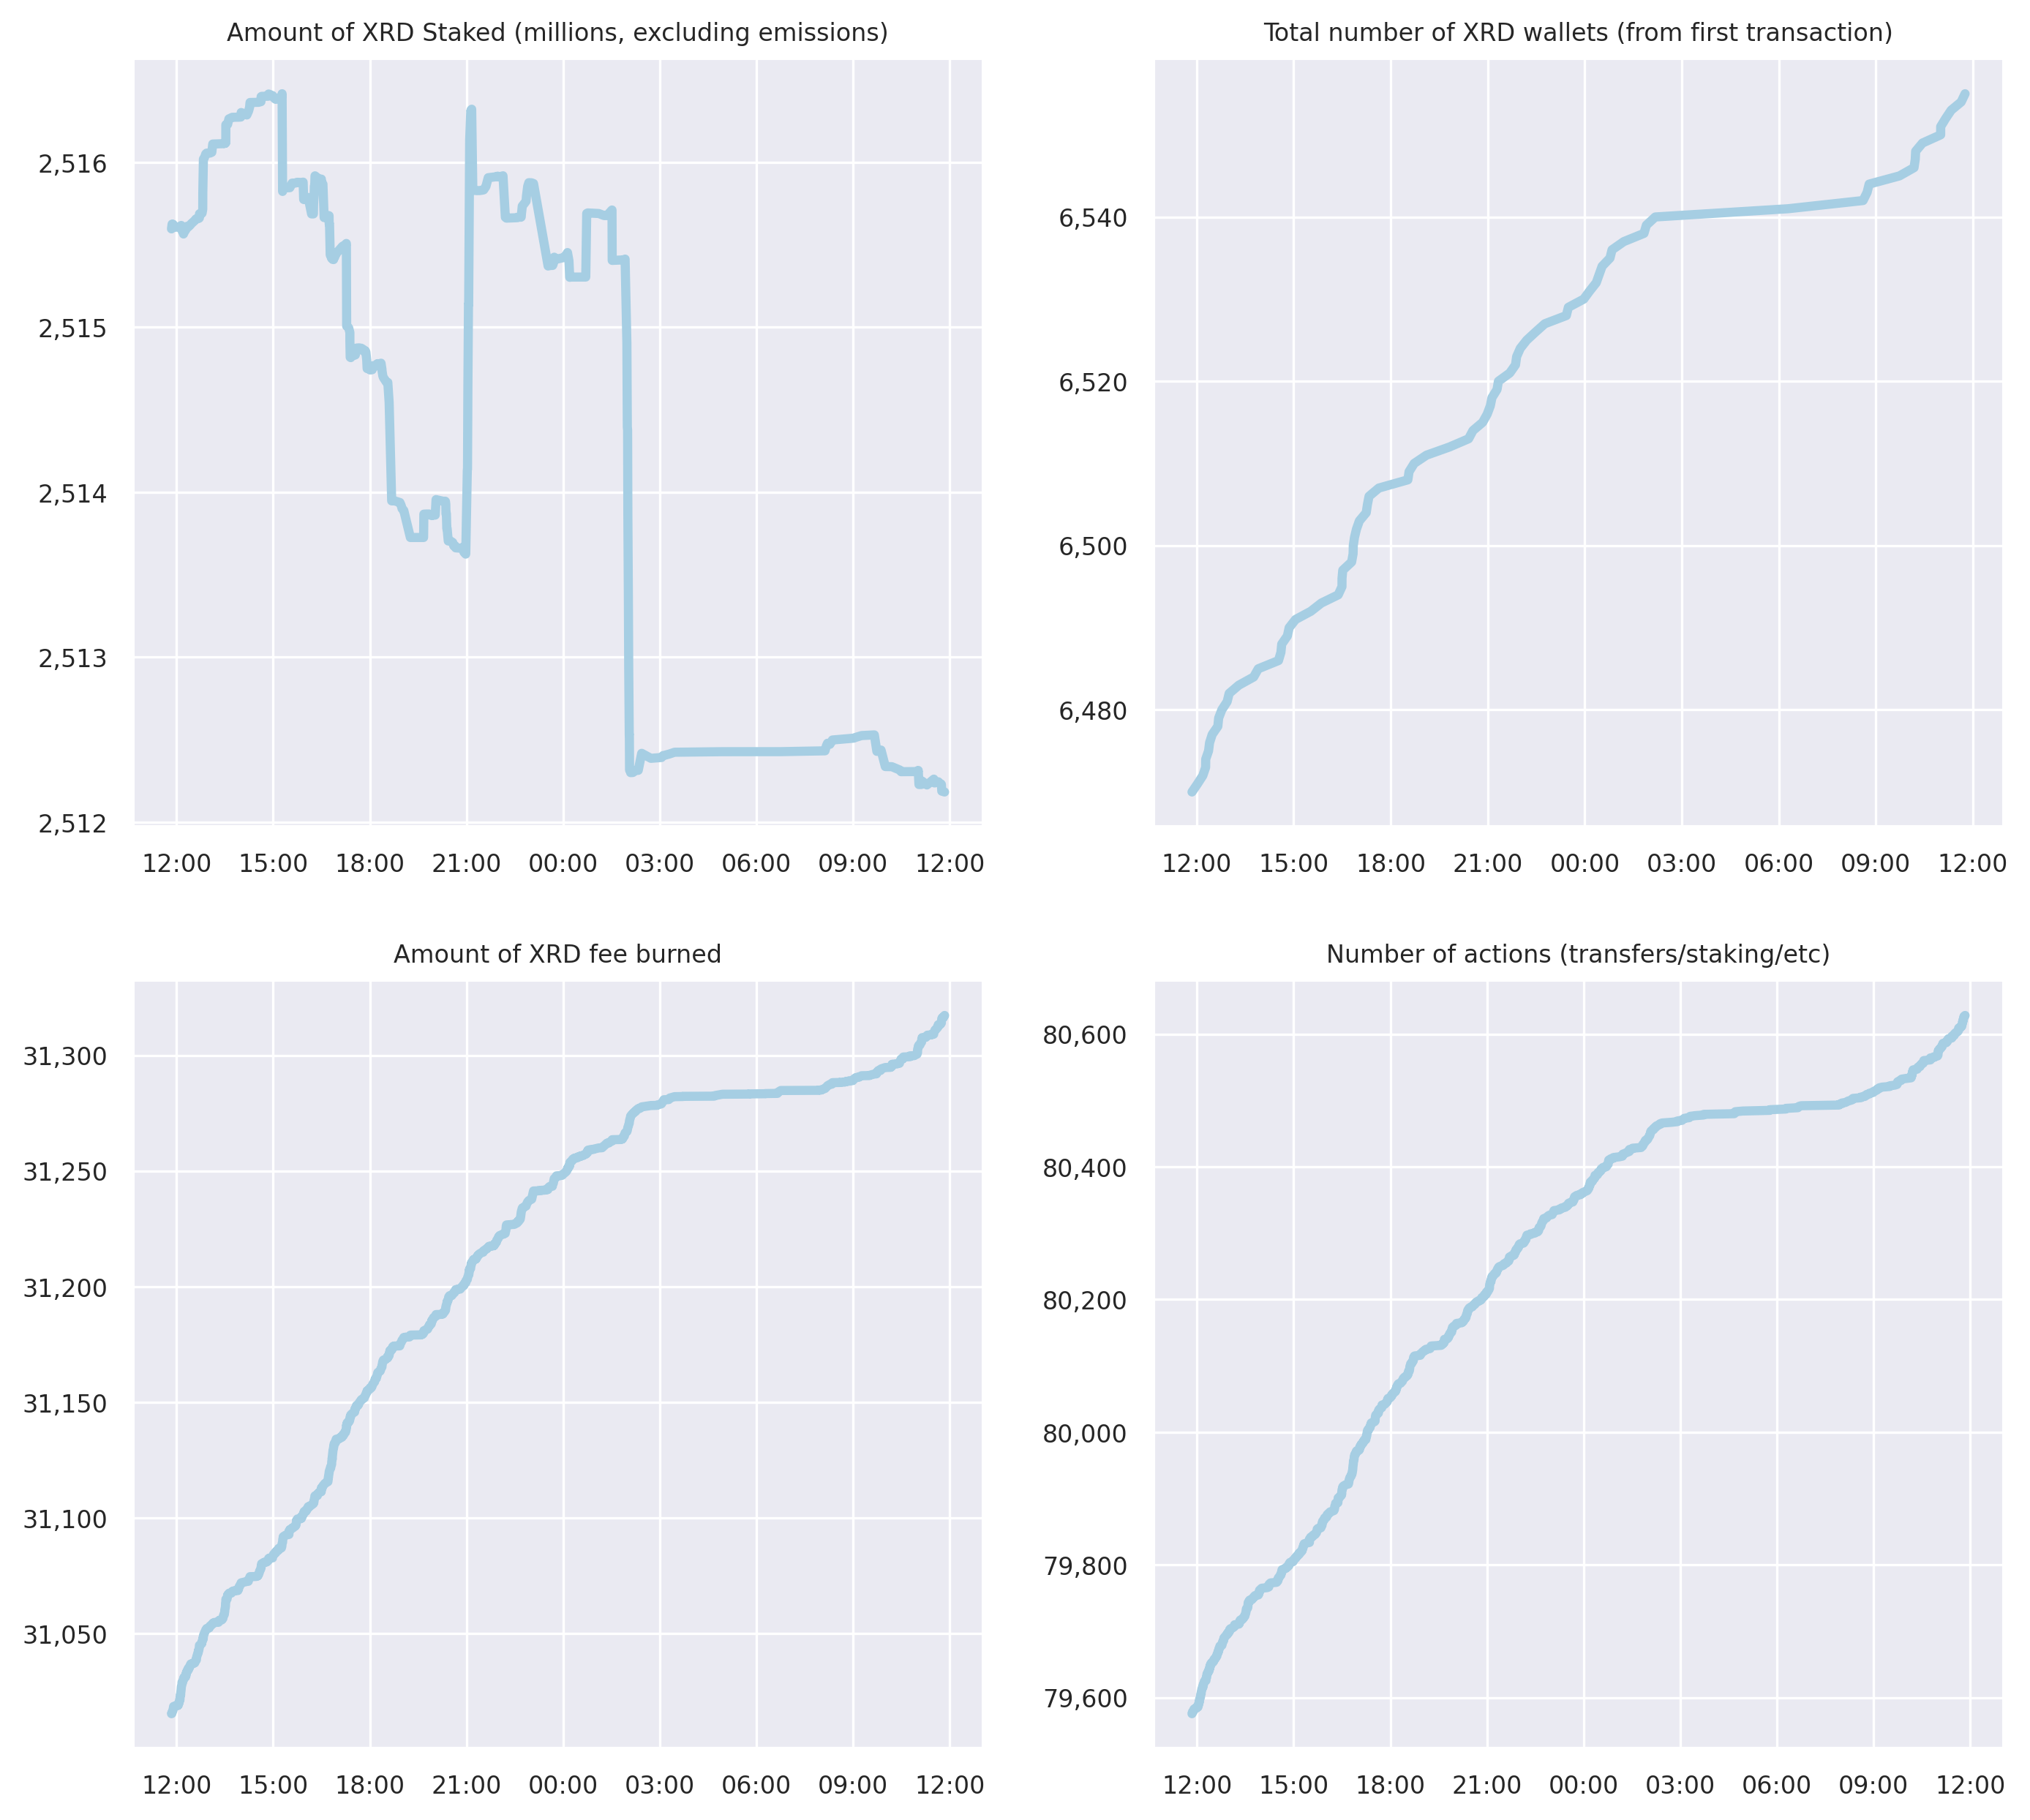 Amount of XRD Staked (millions, excluding emissions)
2,516
2,515
2,514
2,513
2,512
12:00 15:00 18:00 21:00 00:00 03:00 06:00 09:00 12:00
Total number of XRD wallets (from first transaction)
6,540
6,520
6,500
6,480
12:00 15:00 18:00 21:00 00:00 03:00 06:00 09:00 12:00
Amount of XRD fee burned
31,300
31,250
31,200
31,150
31,100
31,050
12:00 15:00 18:00 21:00 00:00 03:00 06:00 09:00 12:00
Number of actions (transfers/staking/etc)
80,600
80,400
80,200
80,000
79,800
79,600
12:00 15:00 18:00 21:00 00:00 03:00 06:00 09:00 12:00